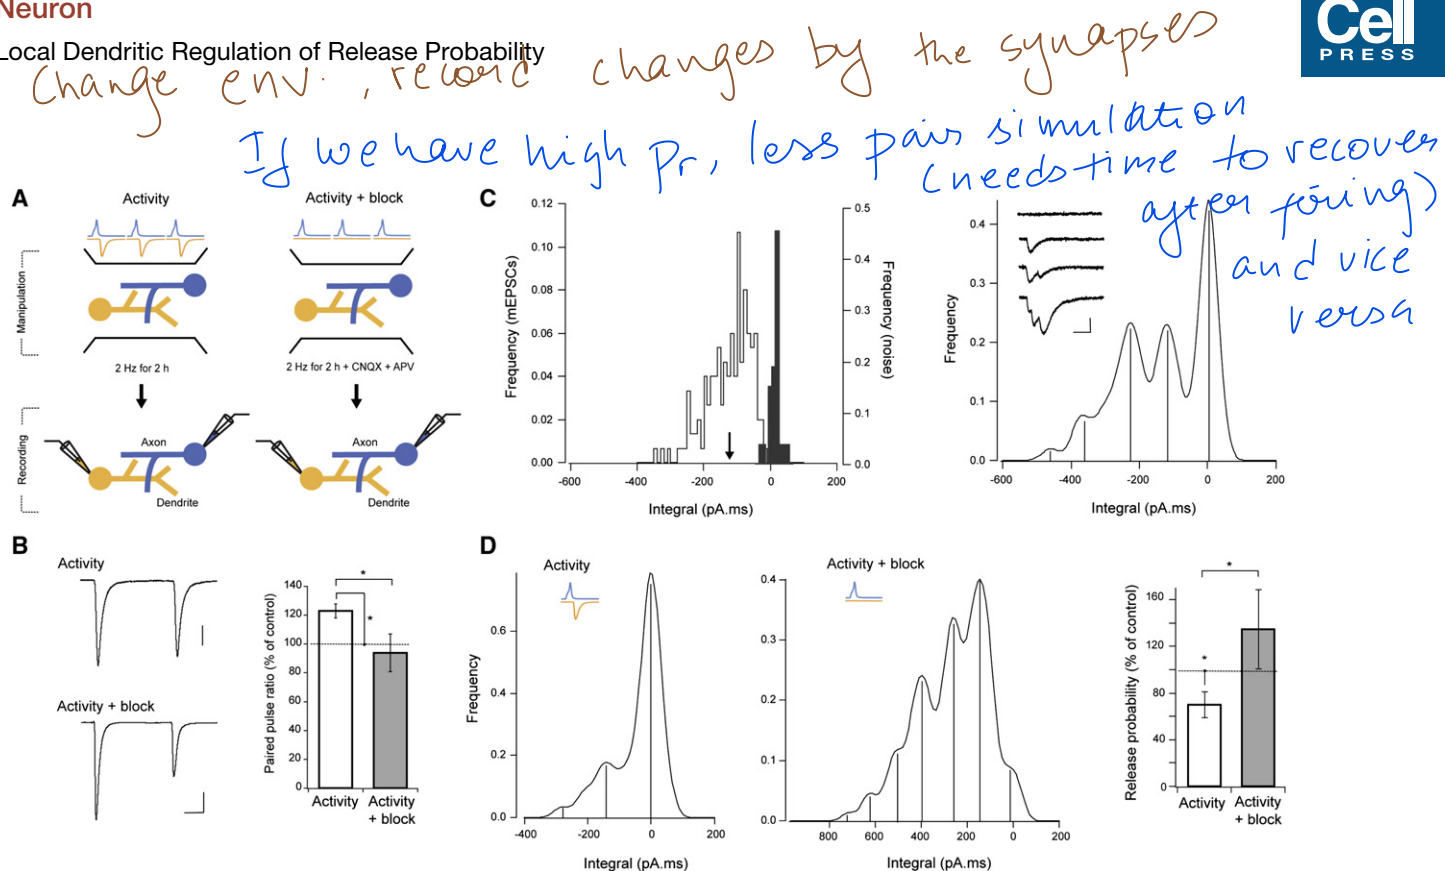 Neuron
Cell
PRESS
Local Dendritic Regulation of Release Probability
Change env., record changes by the synapses
If we have high pr, less pair simulation
(needs time to recover
after firing)
and vice
versa
A
Activity
Activity + block
Manipulation
2 Hz for 2 h
2 Hz for 2 h + CNQX + APV
Recording
Axon
Dendrite
Axon
Dendrite
C
Frequency (mEPSCs)
0.12
0.10
0.08
0.06
0.04
0.02
0.00
0.5
0.4
0.3
0.2
0.1
0.0
Frequency (noise)
-600 -400 -200 0 200
Integral (pA.ms)
Frequency
0.4
0.3
0.2
0.1
0.0
-600 -400 -200 0 200
Integral (pA.ms)
B
Activity
Activity + block
Paired pulse ratio (% of control)
140
120
100
80
60
40
20
0
*
*
Activity
Activity
+ block
D
Activity
Frequency
0.6
0.4
0.2
0.0
-400 -200 0 200
Integral (pA.ms)
Activity + block
0.4
0.3
0.2
0.1
0.0
800 600 400 200 0 200
Integral (pA.ms)
Release probability (% of control)
160
120
80
40
0
*
*
Activity
Activity
+ block